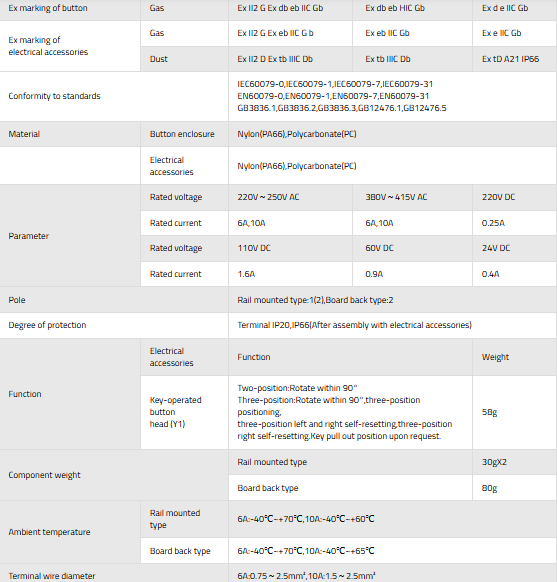 Ex marking of button Gas Ex II2 G Ex db eb IIC Gb Ex db eb HIC Gb Ex d e IIC Gb
Ex marking of
electrical accessories
Gas Ex II2 G Ex eb IIC G b Ex eb IIC Gb Ex e IIC Gb
Dust Ex II2 D Ex tb IIIC Db Ex tb IIIC Db Ex tD A21 IP66
Conformity to standards
IEC60079-0,IEC60079-1,IEC60079-7,IEC60079-31
EN60079-0,EN60079-1,EN60079-7,EN60079-31
GB3836.1,GB3836.2,GB3836.3,GB12476.1,GB12476.5
Material Button enclosure Nylon(PA66),Polycarbonate(PC)
Electrical
accessories
Nylon(PA66),Polycarbonate(PC)
Parameter
Rated voltage 220V~250V AC 380V~415V AC 220V DC
Rated current 6A,10A 6A,10A 0.25A
Rated voltage 110V DC 60V DC 24V DC
Rated current 1.6A 0.9A 0.4A
Pole Rail mounted type:1(2),Board back type:2
Degree of protection Terminal IP20,IP66(After assembly with electrical accessories)
Function
Electrical
accessories
Function Weight
Key-operated
button
head (Y1)
Two-position:Rotate within 90°
Three-position:Rotate within 90°,three-position
positioning,
three-position left and right self-resetting,three-position
right self-resetting.Key pull out position upon request.
58g
Component weight
Rail mounted type 30gX2
Board back type 80g
Ambient temperature
Rail mounted
type
6A:-40℃~+70℃,10A:-40℃~+60℃
Board back type 6A:-40℃~+70℃,10A:-40℃~+65℃
Terminal wire diameter 6A:0.75~2.5mm²,10A:1.5~2.5mm²